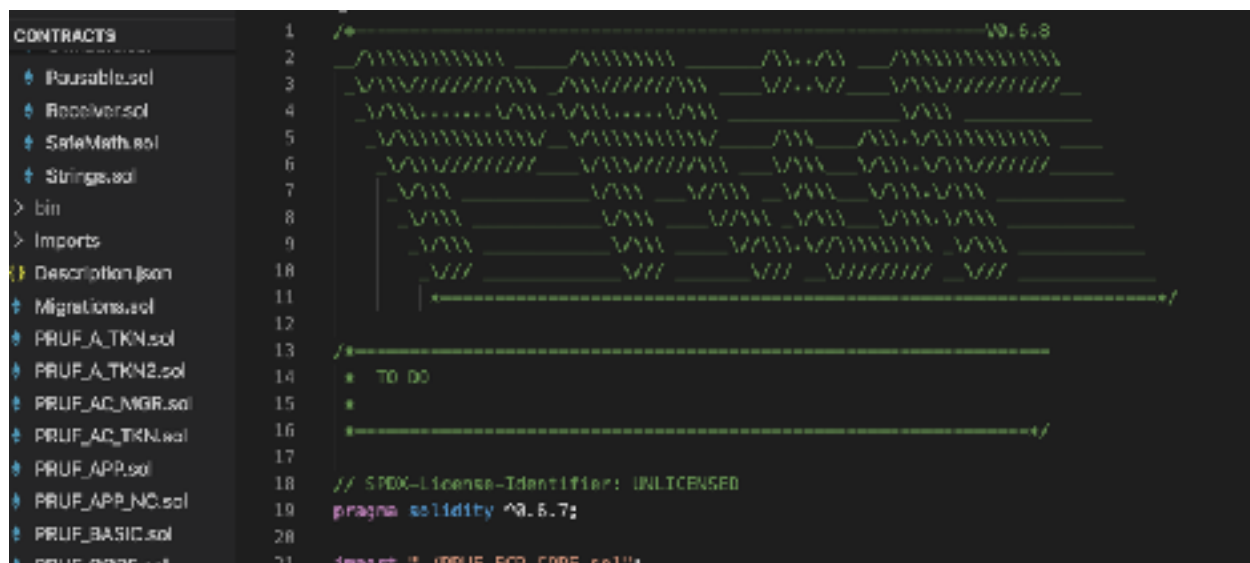 CONTRACTS
Pausable.sol
Receiver.sol
SafeMath.sol
Strings.sol
> bin
> Imports
{} Description.json
Migrations.sol
PRUF_A_TKN.sol
PRUF_A_TKN2.sol
PRUF_AC_MGR.sol
PRUF_AC_TKN.sol
PRUF_APP.sol
PRUF_APP_NC.sol
PRUF_BASIC.sol
1 V0.6.8
2
3
4
5
6
7
8
9
10
11
12
13
14 * TO DO
15 *
16
17
18 // SPDX-License-Identifier: UNLICENSED
19 pragma solidity ^0.6.7;
20
21 import